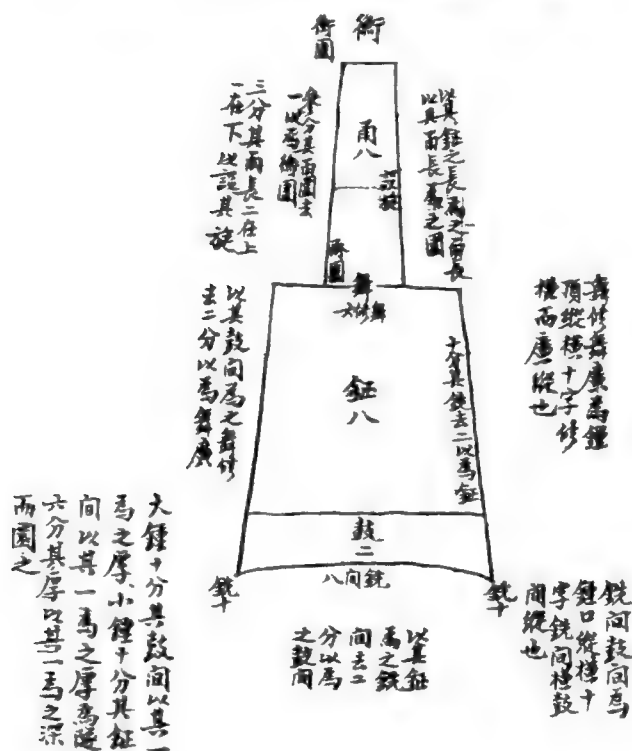 衡
衡圍
甬八
設旋
甬圍
以其鉦之長為之甬長
以其甬長為之圍
參分其甬圍去
一以為衡圍
三分其甬長二在上
一在下以設其旋
舞
舞修六
鉦八
十分其銑去二以為鉦
以其鼓間為之舞修
去二分以為舞廣
舞修舞廣為鍾
頂縱橫十字修
橫而廣縱也
鼓二
銑間八
銑十
銑十
銑間鼓間為
鍾口縱橫十
字銑間橫鼓
間縱也
以其鉦
為之銑
間去二
分以為
之鼓間
大鍾十分其鼓間以其一
為之厚小鍾十分其鉦
間以其一為之厚為隧
六分其厚以其一為之深
而圜之